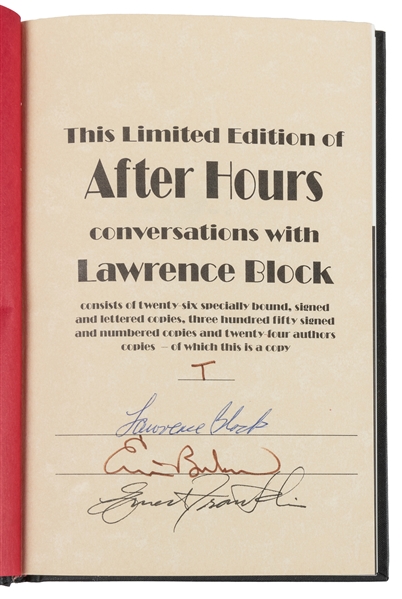 This Limited Edition of
After Hours
conversations with
Lawrence Block
consists of twenty-six specially bound, signed
and lettered copies, three hundred fifty signed
and numbered copies and twenty-four authors
copies – of which this is a copy
T
Lawrence Block
Ernest Franklin